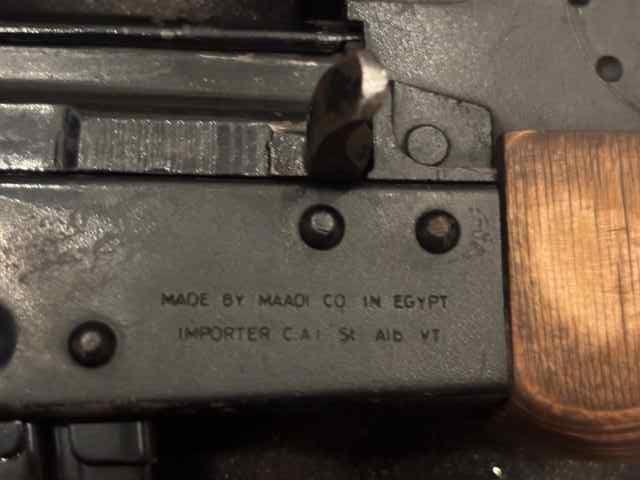 MADE BY MAADI CO IN EGYPT
IMPORTER C.A.I St Alb VT